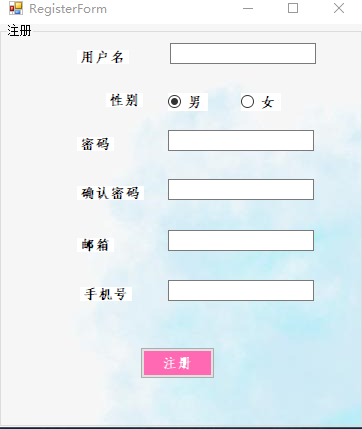 RegisterForm
注册
用户名
性别 男 女
密码
确认密码
邮箱
手机号
注册